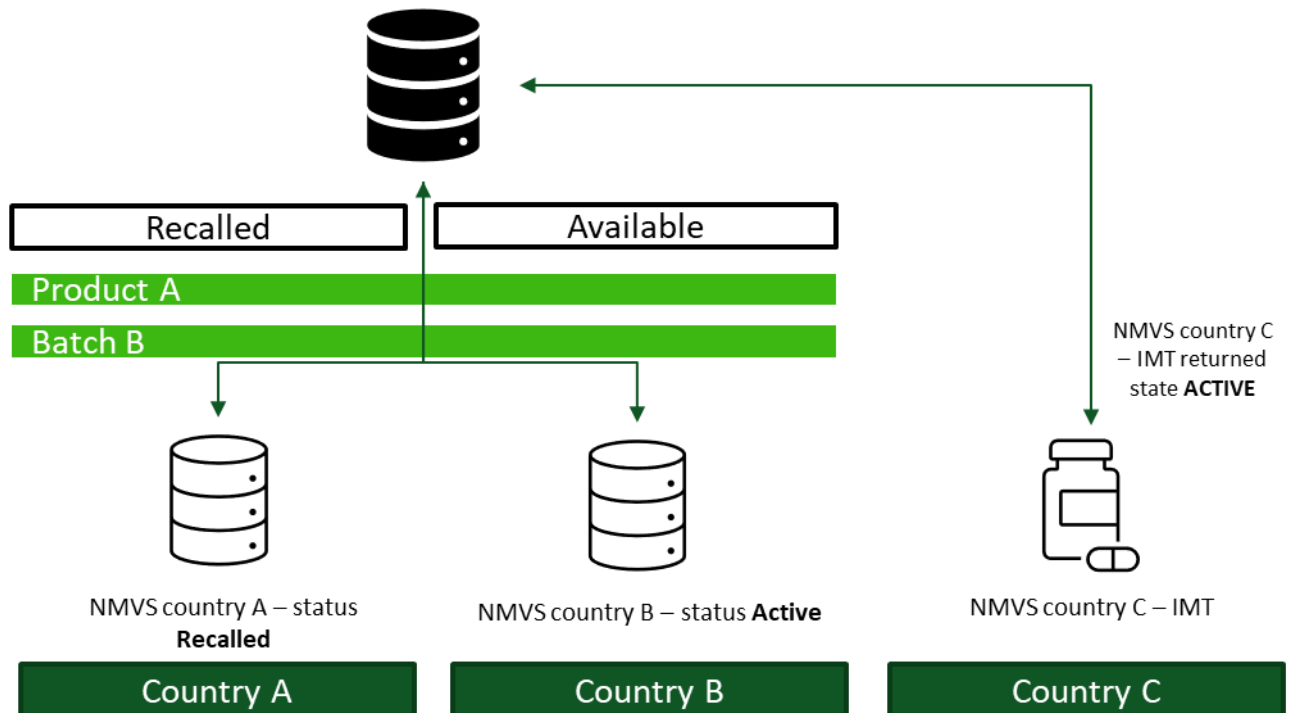 Recalled
Available
Product A
Batch B
NMVS country C
– IMT returned
state ACTIVE
NMVS country A – status
Recalled
NMVS country B – status Active
NMVS country C – IMT
Country A
Country B
Country C